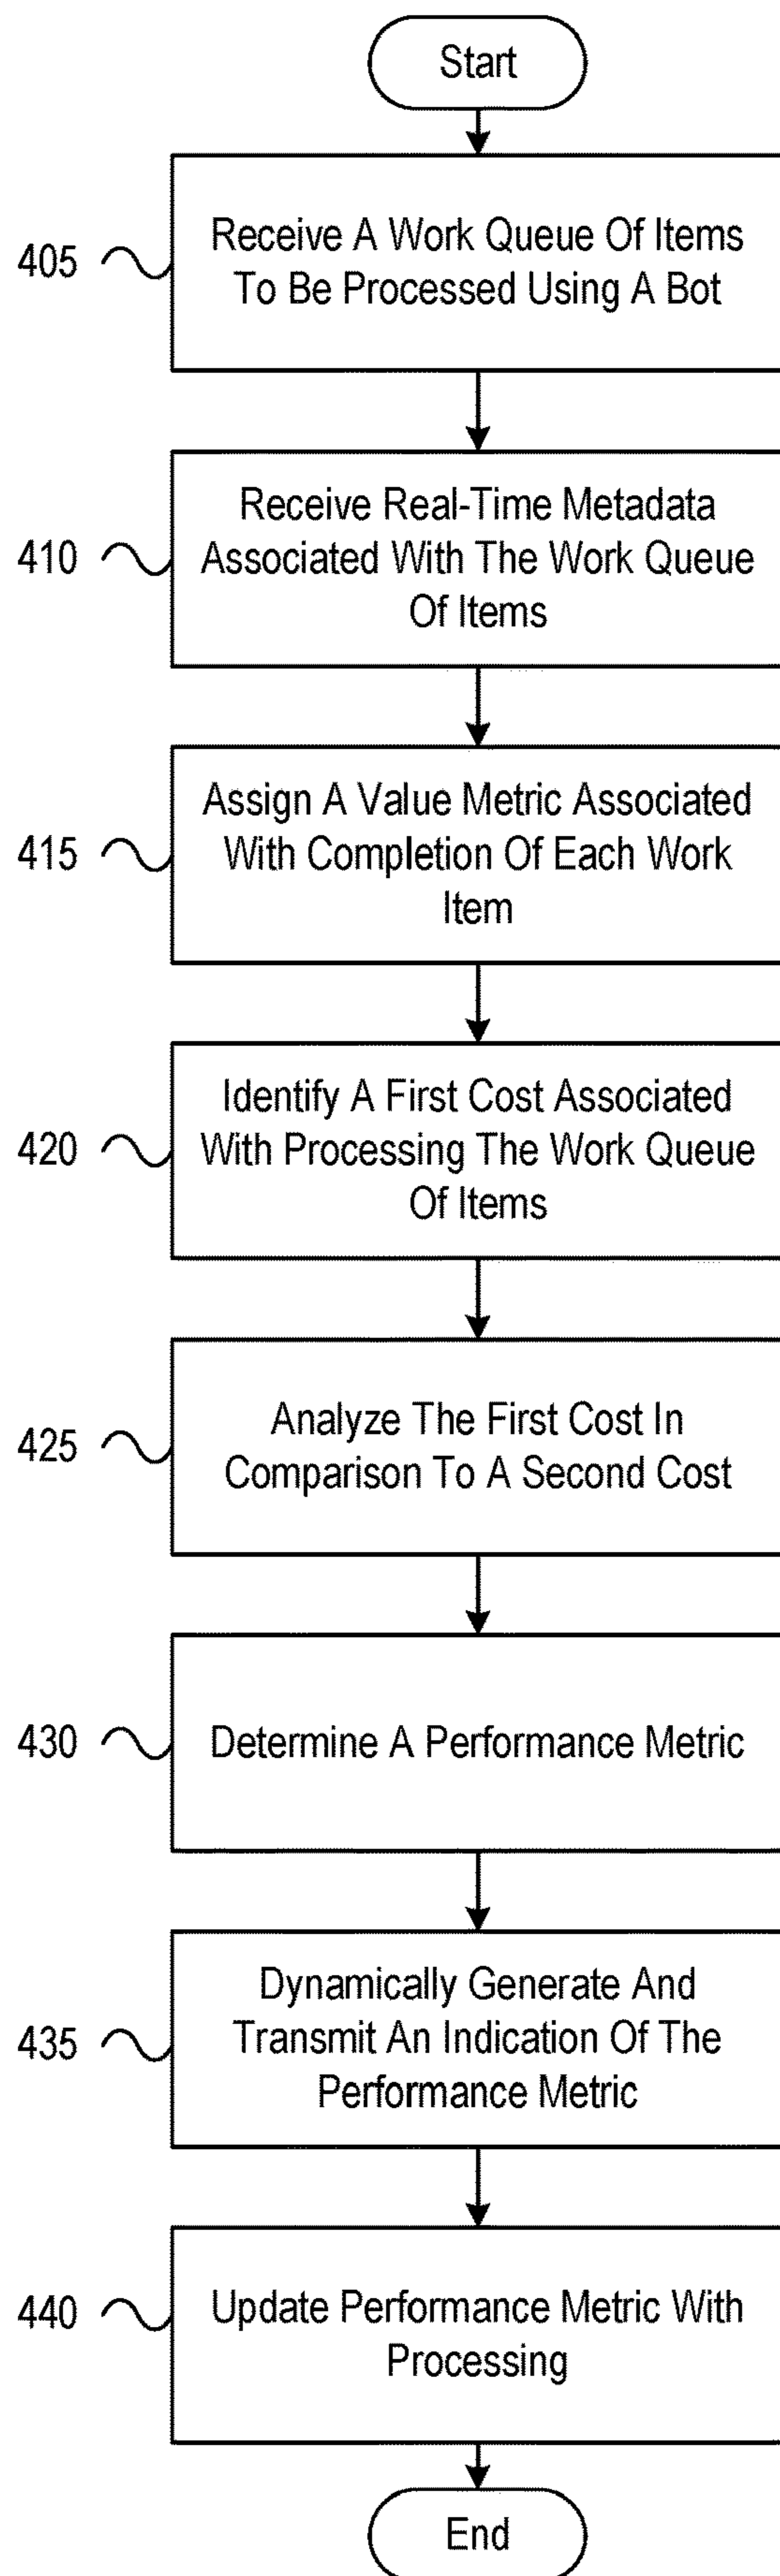 Start
405
Receive A Work Queue Of Items
To Be Processed Using A Bot
410
Receive Real-Time Metadata
Associated With The Work Queue
Of Items
415
Assign A Value Metric Associated
With Completion Of Each Work
Item
420
Identify A First Cost Associated
With Processing The Work Queue
Of Items
425
Analyze The First Cost In
Comparison To A Second Cost
430
Determine A Performance Metric
435
Dynamically Generate And
Transmit An Indication Of The
Performance Metric
440
Update Performance Metric With
Processing
End